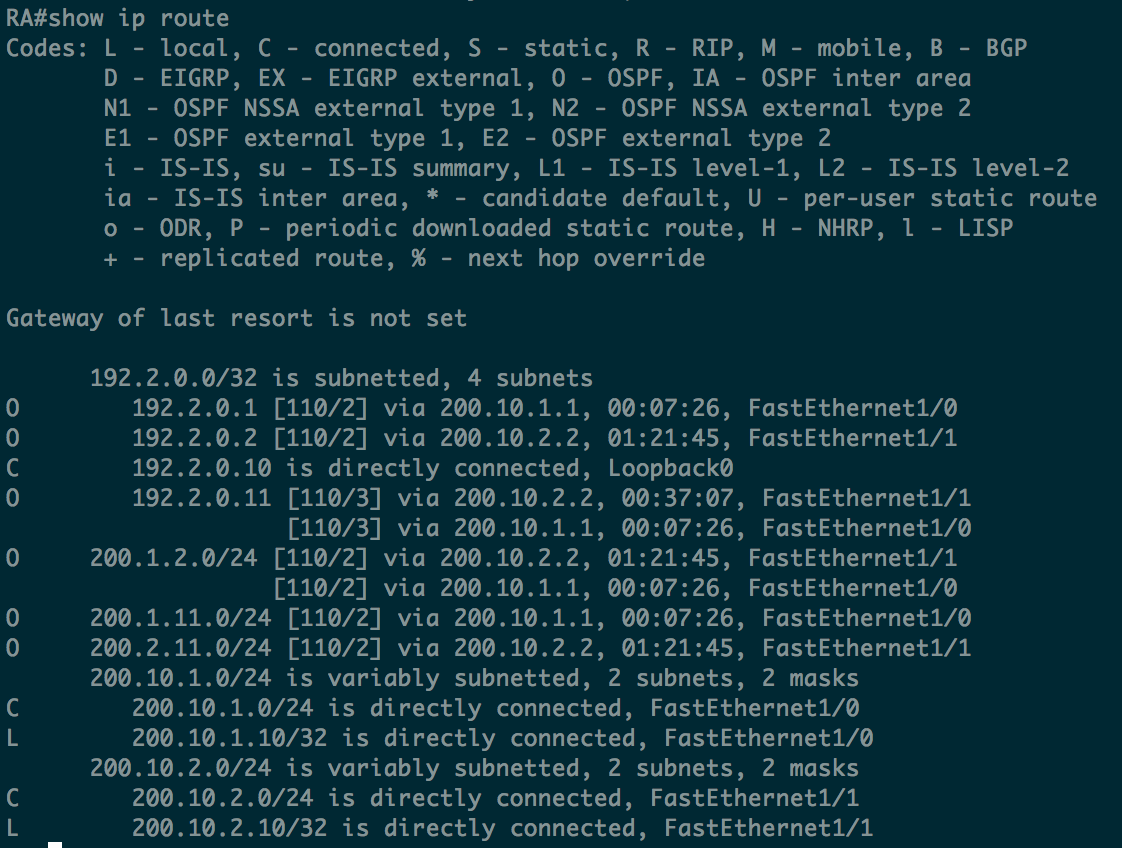 RA#show ip route
Codes: L - local, C - connected, S - static, R - RIP, M - mobile, B - BGP
       D - EIGRP, EX - EIGRP external, O - OSPF, IA - OSPF inter area
       N1 - OSPF NSSA external type 1, N2 - OSPF NSSA external type 2
       E1 - OSPF external type 1, E2 - OSPF external type 2
       i - IS-IS, su - IS-IS summary, L1 - IS-IS level-1, L2 - IS-IS level-2
       ia - IS-IS inter area, * - candidate default, U - per-user static route
       o - ODR, P - periodic downloaded static route, H - NHRP, l - LISP
       + - replicated route, % - next hop override

Gateway of last resort is not set

      192.2.0.0/32 is subnetted, 4 subnets
O        192.2.0.1 [110/2] via 200.10.1.1, 00:07:26, FastEthernet1/0
O        192.2.0.2 [110/2] via 200.10.2.2, 01:21:45, FastEthernet1/1
C        192.2.0.10 is directly connected, Loopback0
O        192.2.0.11 [110/3] via 200.10.2.2, 00:37:07, FastEthernet1/1
                    [110/3] via 200.10.1.1, 00:07:26, FastEthernet1/0
O     200.1.2.0/24 [110/2] via 200.10.2.2, 01:21:45, FastEthernet1/1
                   [110/2] via 200.10.1.1, 00:07:26, FastEthernet1/0
O     200.1.11.0/24 [110/2] via 200.10.1.1, 00:07:26, FastEthernet1/0
O     200.2.11.0/24 [110/2] via 200.10.2.2, 01:21:45, FastEthernet1/1
      200.10.1.0/24 is variably subnetted, 2 subnets, 2 masks
C        200.10.1.0/24 is directly connected, FastEthernet1/0
L        200.10.1.10/32 is directly connected, FastEthernet1/0
      200.10.2.0/24 is variably subnetted, 2 subnets, 2 masks
C        200.10.2.0/24 is directly connected, FastEthernet1/1
L        200.10.2.10/32 is directly connected, FastEthernet1/1